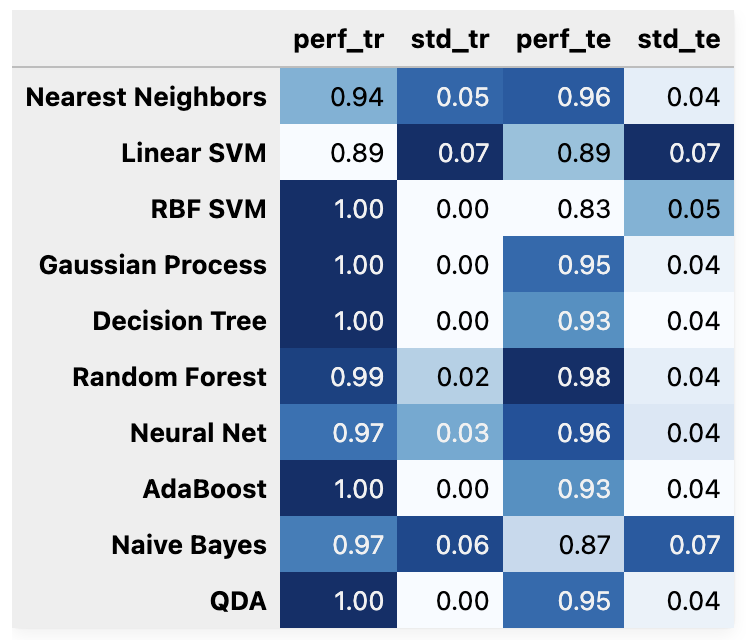 perf_tr std_tr perf_te std_te
Nearest Neighbors 0.94 0.05 0.96 0.04
Linear SVM 0.89 0.07 0.89 0.07
RBF SVM 1.00 0.00 0.83 0.05
Gaussian Process 1.00 0.00 0.95 0.04
Decision Tree 1.00 0.00 0.93 0.04
Random Forest 0.99 0.02 0.98 0.04
Neural Net 0.97 0.03 0.96 0.04
AdaBoost 1.00 0.00 0.93 0.04
Naive Bayes 0.97 0.06 0.87 0.07
QDA 1.00 0.00 0.95 0.04